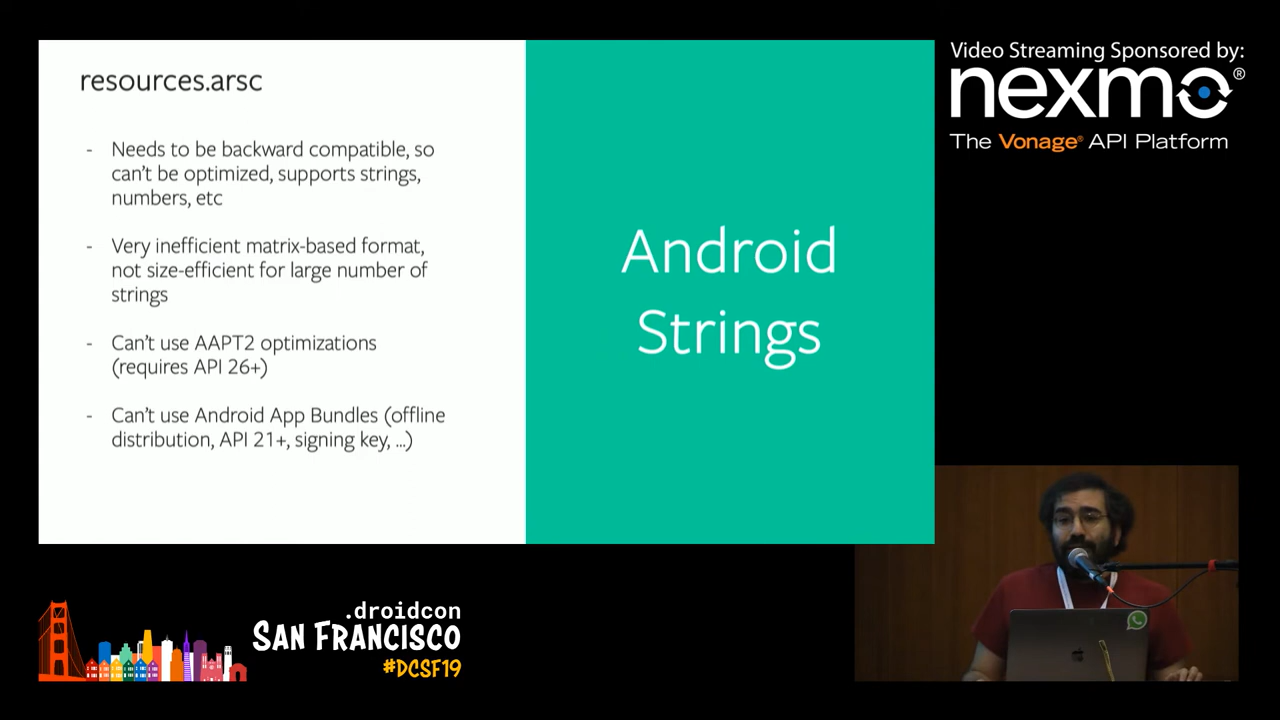 resources.arsc
- Needs to be backward compatible, so
can't be optimized, supports strings,
numbers, etc
- Very inefficient matrix-based format,
not size-efficient for large number of
strings
- Can't use AAPT2 optimizations
(requires API 26+)
- Can't use Android App Bundles (offline
distribution, API 21+, signing key, ...)
Android
Strings
Video Streaming Sponsored by:
nexmo®
The Vonage® API Platform
.droidcon
SAN FRANCISCO
#DCSF19